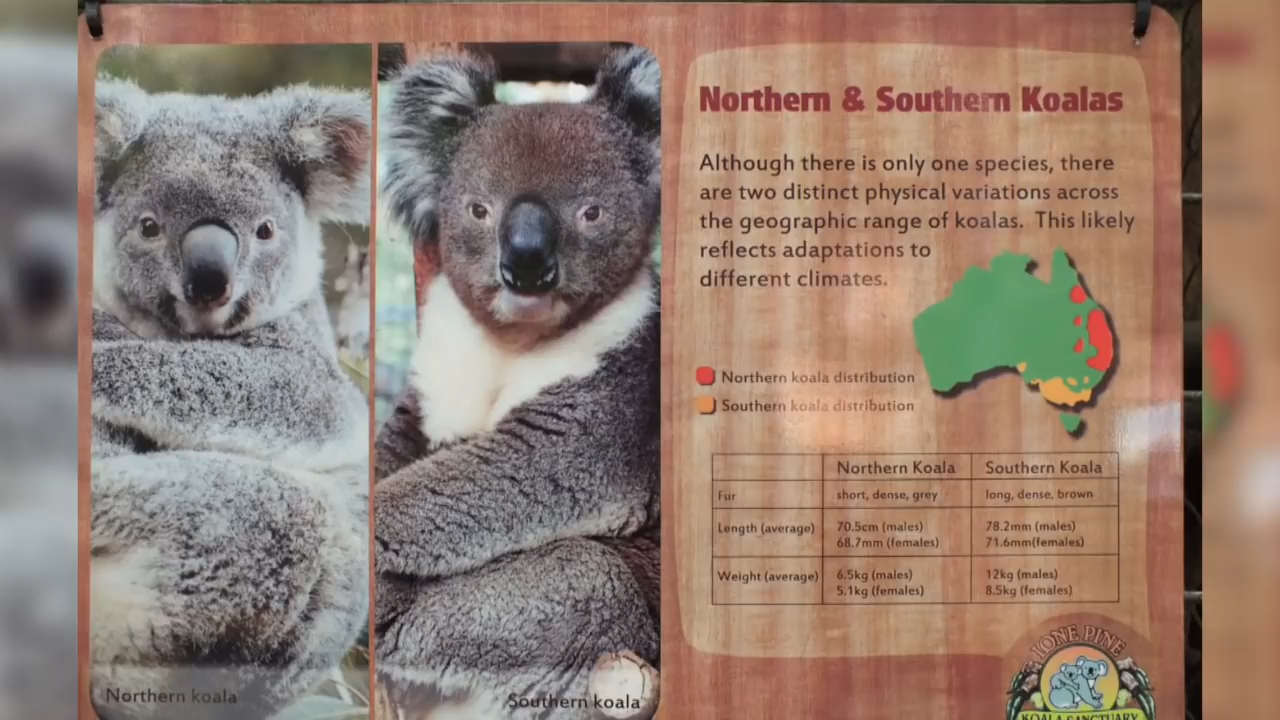 Northern & Southern Koalas
Although there is only one species, there
are two distinct physical variations across
the geographic range of koalas. This likely
reflects adaptations to
different climates.
Northern koala distribution
Southern koala distribution
Northern Koala Southern Koala
Fur short, dense, grey long, dense, brown
Length (average) 70.5cm (males) 78.2mm (males)
68.7mm (females) 71.6mm(females)
Weight (average) 6.5kg (males) 12kg (males)
5.1kg (females) 8.5kg (females)
Northern koala
Southern koala
LONE PINE
KOALA SANCTUARY